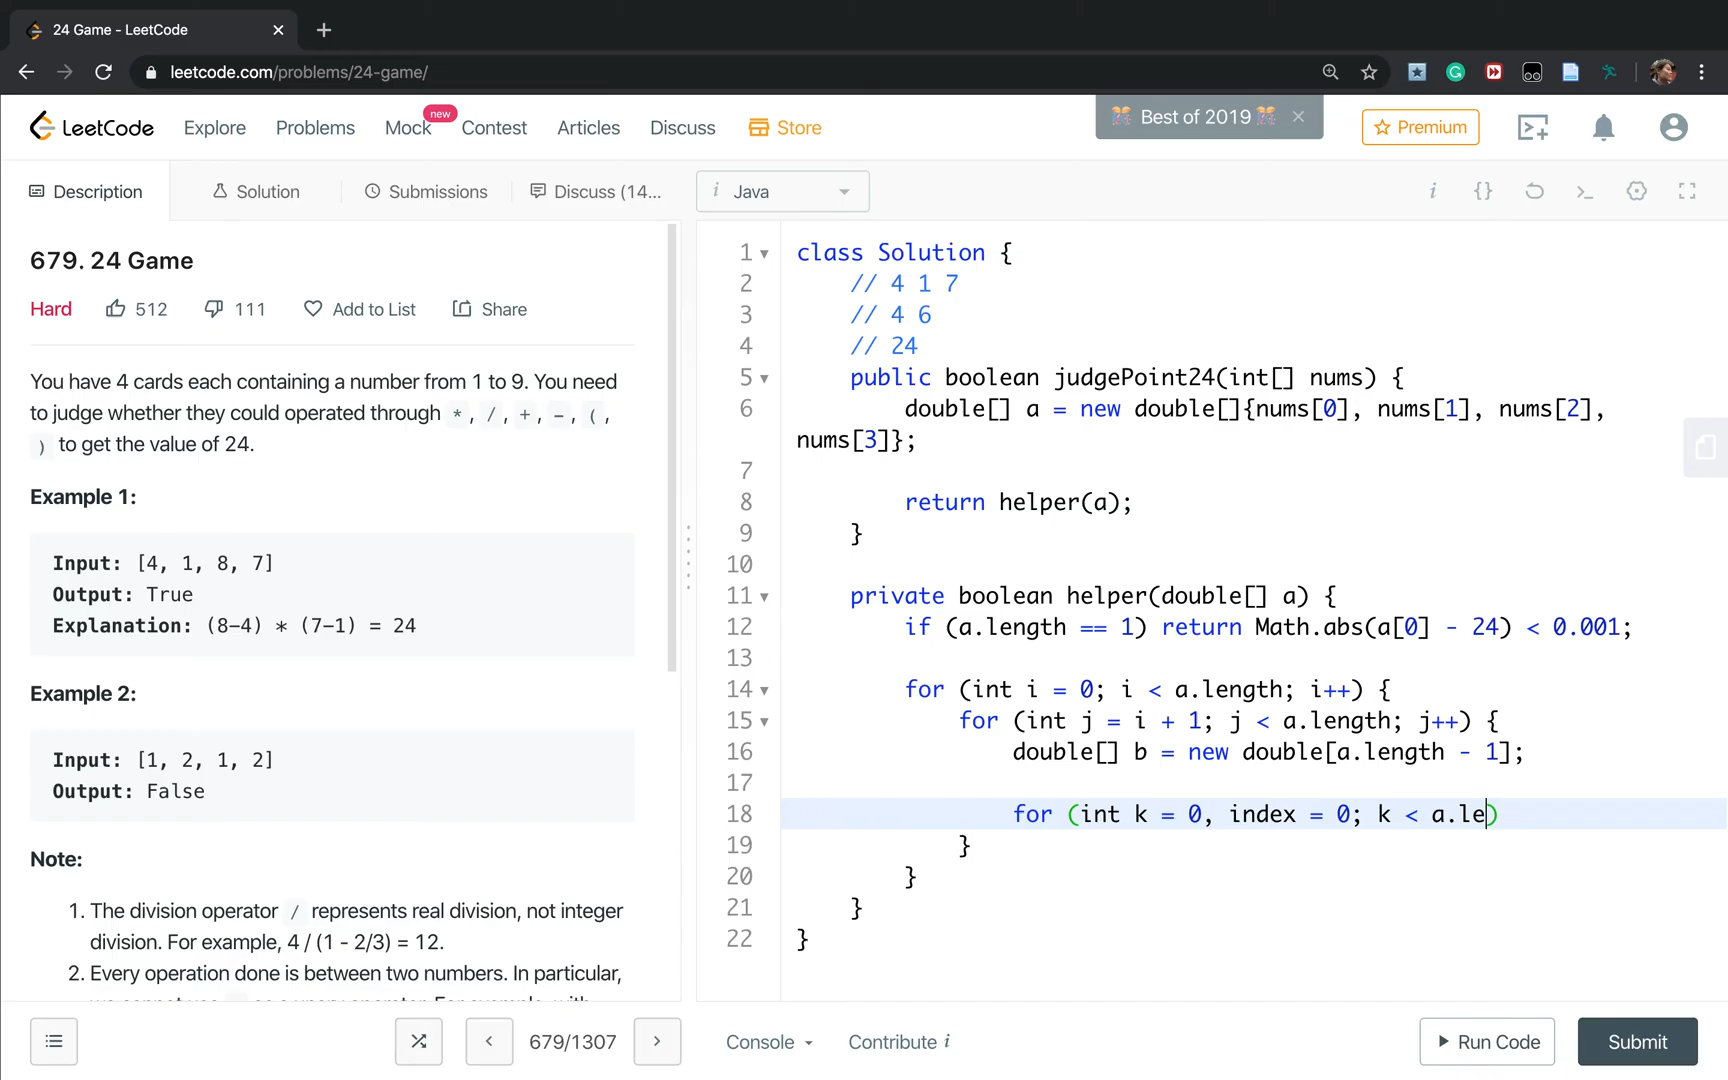 24 Game - LeetCode
leetcode.com/problems/24-game/
LeetCode
Explore
Problems
Mock
new
Contest
Articles
Discuss
Store
Best of 2019
Premium
Description
Solution
Submissions
Discuss (14...
i Java
679. 24 Game
Hard
512
111
Add to List
Share
You have 4 cards each containing a number from 1 to 9. You need
to judge whether they could operated through *, /, +, -, (,
) to get the value of 24.
Example 1:
Input: [4, 1, 8, 7]
Output: True
Explanation: (8-4) * (7-1) = 24
Example 2:
Input: [1, 2, 1, 2]
Output: False
Note:
1. The division operator / represents real division, not integer
division. For example, 4 / (1 - 2/3) = 12.
2. Every operation done is between two numbers. In particular,
1 class Solution {
2 // 4 1 7
3 // 4 6
4 // 24
5 public boolean judgePoint24(int[] nums) {
6 double[] a = new double[]{nums[0], nums[1], nums[2],
nums[3]};
7
8 return helper(a);
9 }
10
11 private boolean helper(double[] a) {
12 if (a.length == 1) return Math.abs(a[0] - 24) < 0.001;
13
14 for (int i = 0; i < a.length; i++) {
15 for (int j = i + 1; j < a.length; j++) {
16 double[] b = new double[a.length - 1];
17
18 for (int k = 0, index = 0; k < a.le)
19 }
20 }
21 }
22 }
679/1307
Console
Contribute i
Run Code
Submit